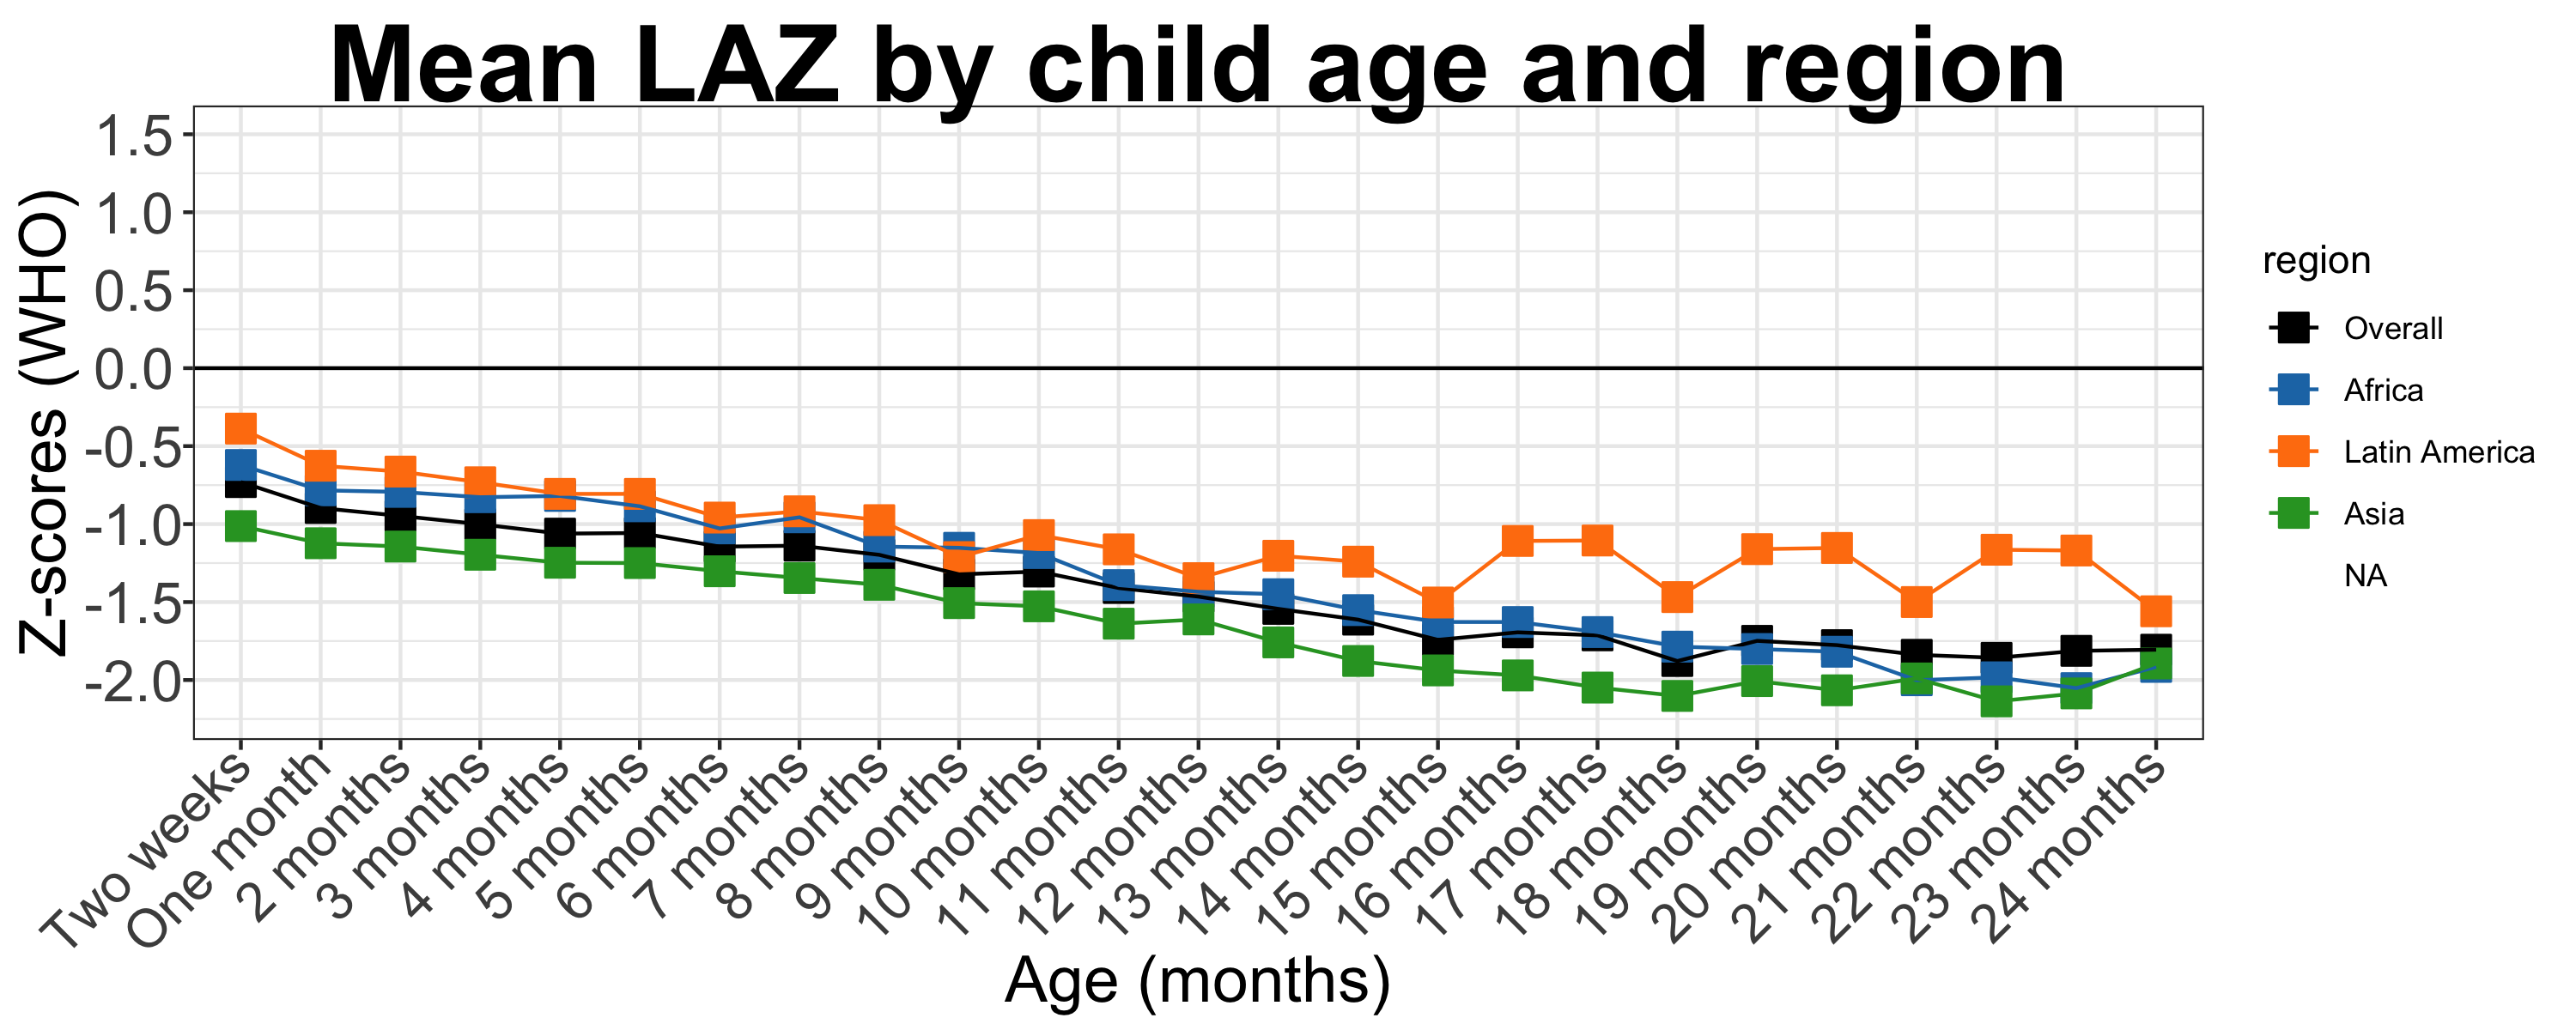 Mean LAZ by child age and region
Z-scores (WHO)
1.5
1.0
0.5
0.0
-0.5
-1.0
-1.5
-2.0
Two weeks
One month
2 months
3 months
4 months
5 months
6 months
7 months
8 months
9 months
10 months
11 months
12 months
13 months
14 months
15 months
16 months
17 months
18 months
19 months
20 months
21 months
22 months
23 months
24 months
Age (months)
region
Overall
Africa
Latin America
Asia
NA